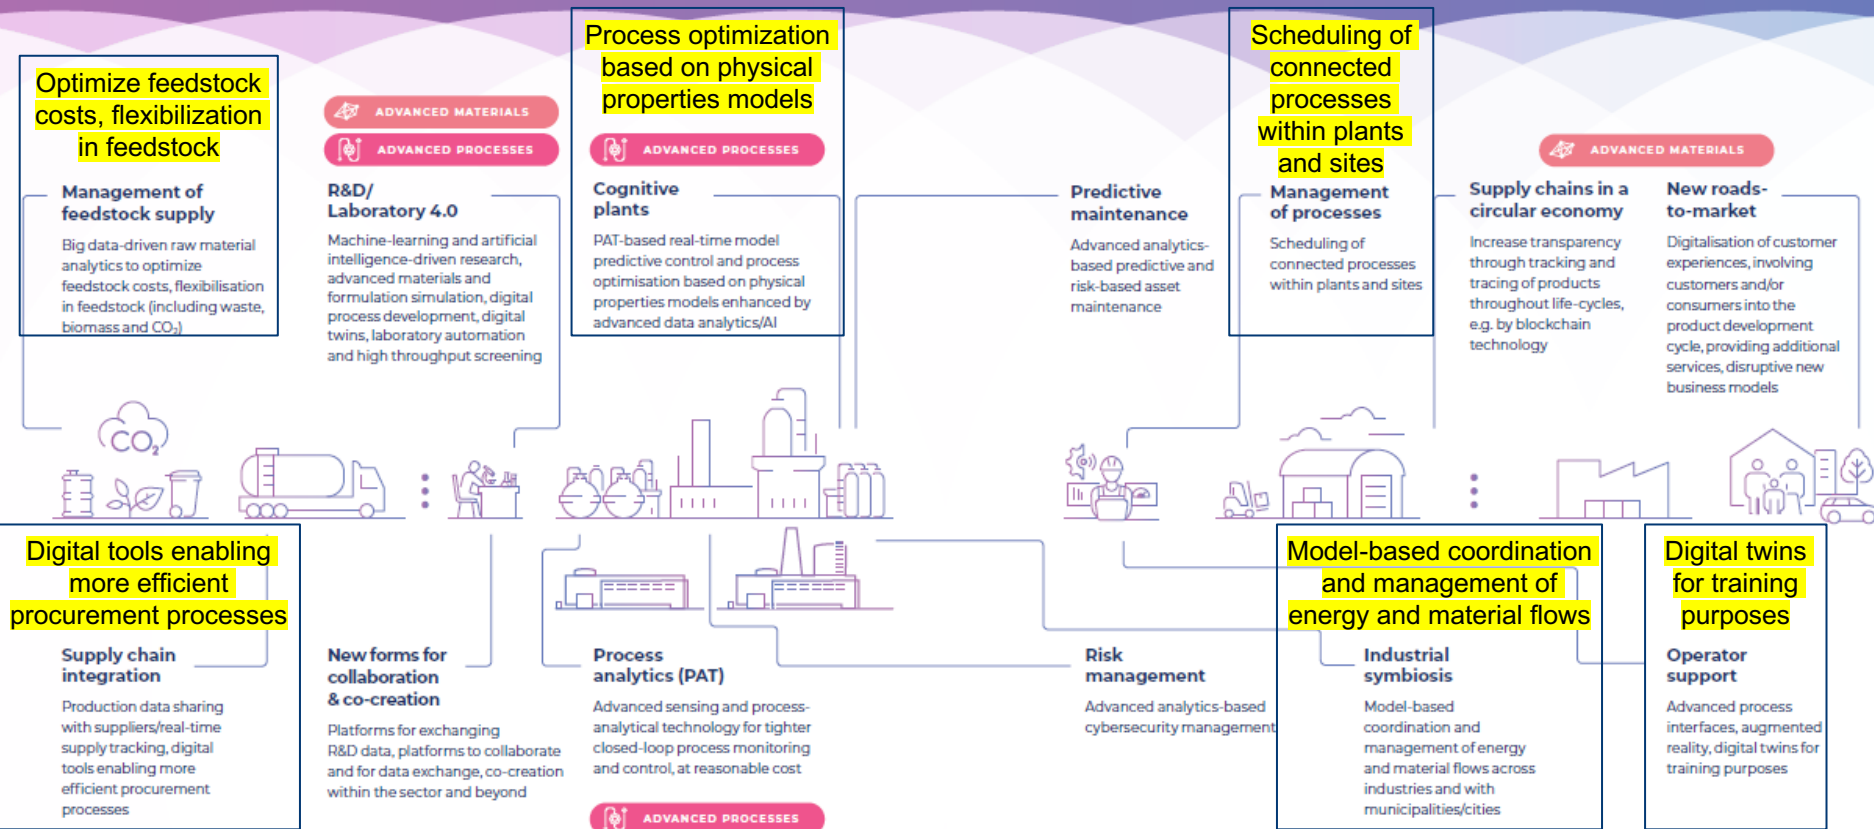 Optimize feedstock
costs, flexibilization
in feedstock
Management of
feedstock supply
Big data-driven raw material
analytics to optimize
feedstock costs, flexibilisation
in feedstock (including waste,
biomass and CO₂)
ADVANCED MATERIALS
ADVANCED PROCESSES
R&D/
Laboratory 4.0
Machine-learning and artificial
intelligence-driven research,
advanced materials and
formulation simulation, digital
process development, digital
twins, laboratory automation
and high throughput screening
Process optimization
based on physical
properties models
ADVANCED PROCESSES
Cognitive
plants
PAT-based real-time model
predictive control and process
optimisation based on physical
properties models enhanced by
advanced data analytics/AI
Predictive
maintenance
Advanced analytics-
based predictive and
risk-based asset
maintenance
Scheduling of
connected
processes
within plants
and sites
Management
of processes
Scheduling of
connected processes
within plants and sites
ADVANCED MATERIALS
Supply chains in a
circular economy
Increase transparency
through tracking and
tracing of products
throughout life-cycles,
e.g. by blockchain
technology
New roads-
to-market
Digitalisation of customer
experiences, involving
customers and/or
consumers into the
product development
cycle, providing additional
services, disruptive new
business models
CO₂
Digital tools enabling
more efficient
procurement processes
Supply chain
integration
Production data sharing
with suppliers/real-time
supply tracking, digital
tools enabling more
efficient procurement
processes
New forms for
collaboration
& co-creation
Platforms for exchanging
R&D data, platforms to collaborate
and for data exchange, co-creation
within the sector and beyond
Process
analytics (PAT)
Advanced sensing and process-
analytical technology for tighter
closed-loop process monitoring
and control, at reasonable cost
ADVANCED PROCESSES
Risk
management
Advanced analytics-based
cybersecurity management
Model-based coordination
and management of
energy and material flows
Industrial
symbiosis
Model-based
coordination and
management of energy
and material flows across
industries and with
municipalities/cities
Digital twins
for training
purposes
Operator
support
Advanced process
interfaces, augmented
reality, digital twins for
training purposes